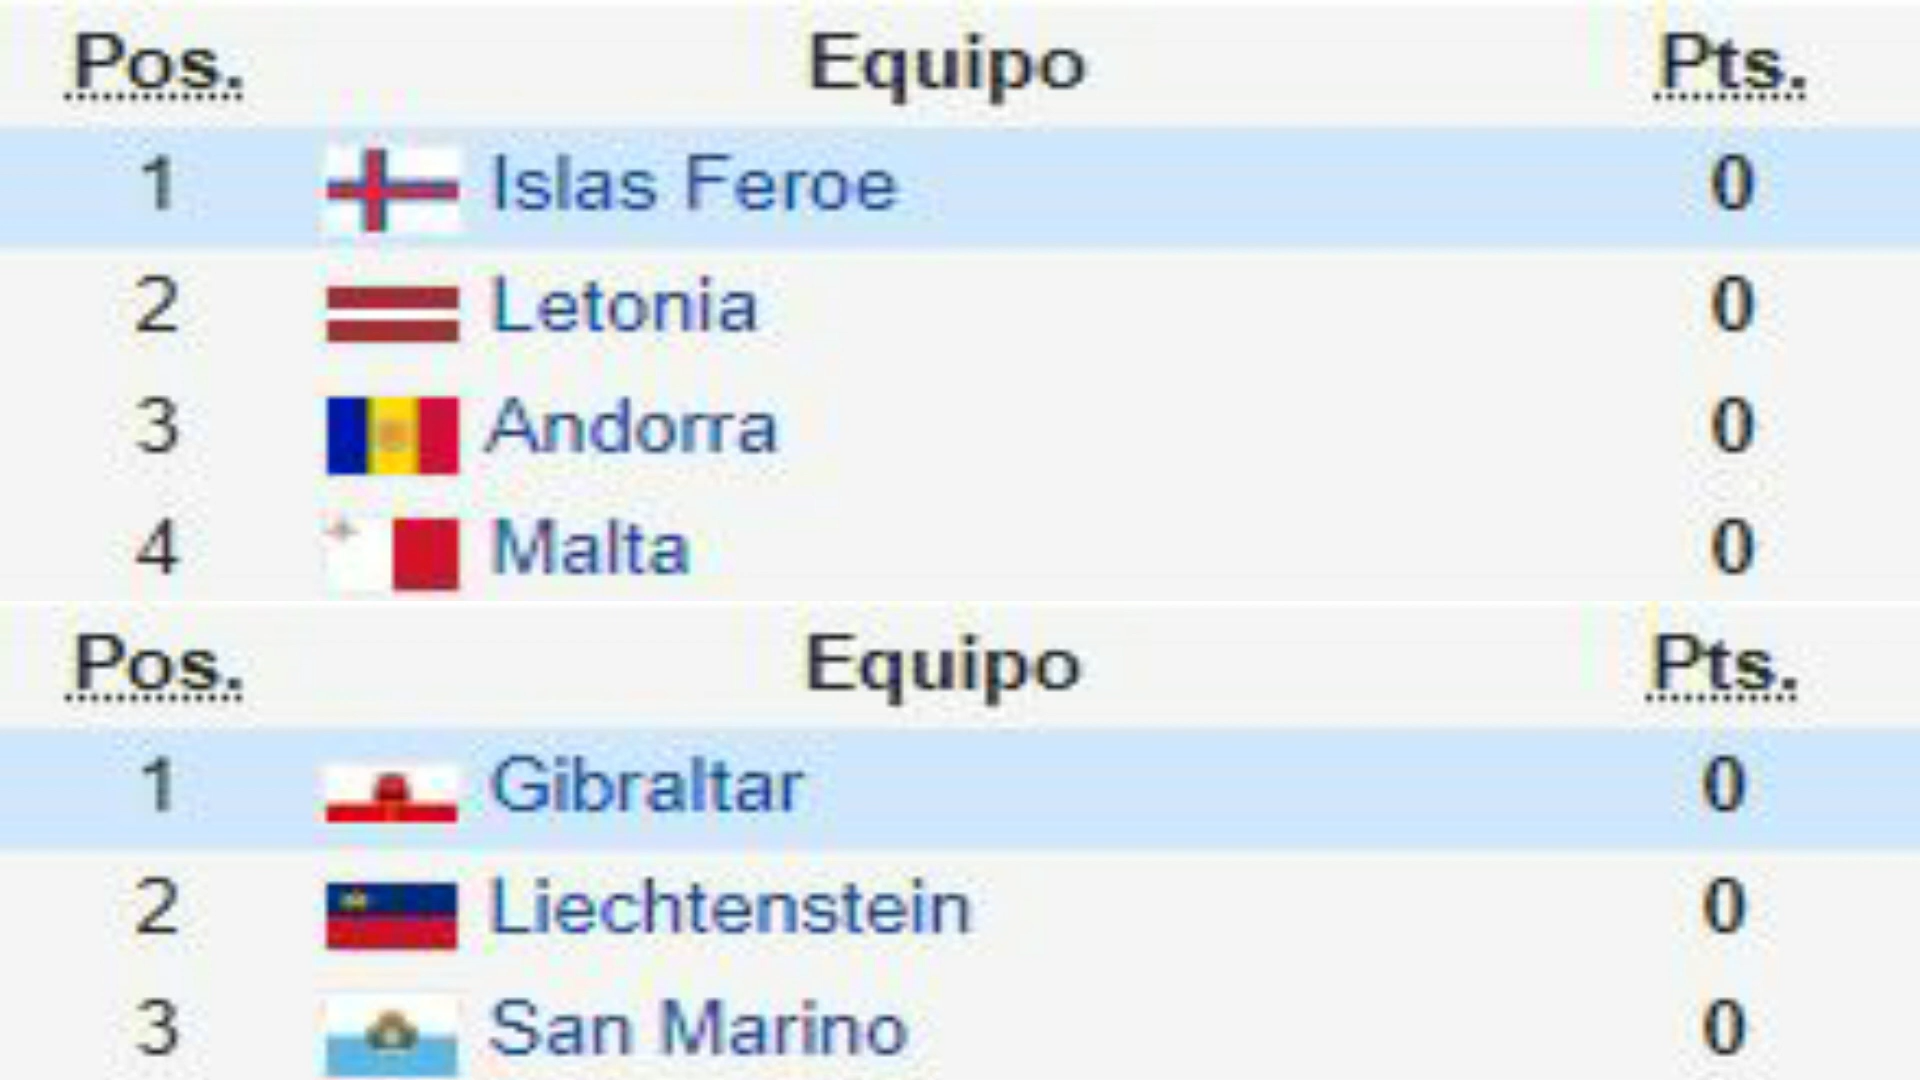 Pos. Equipo Pts.
1 Islas Feroe 0
2 Letonia 0
3 Andorra 0
4 Malta 0
Pos. Equipo Pts.
1 Gibraltar 0
2 Liechtenstein 0
3 San Marino 0